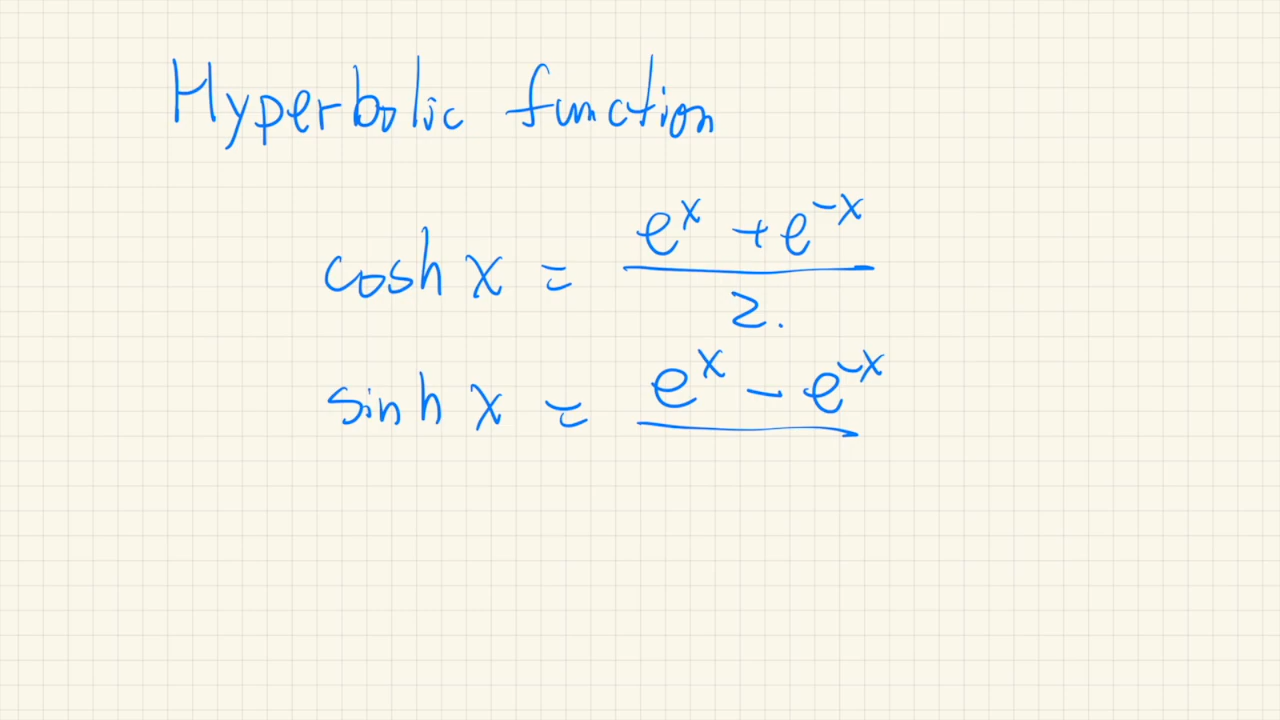 Hyperbolic function
cosh x = (e^x + e^-x) / 2.
sinh x = (e^x - e^-x) /